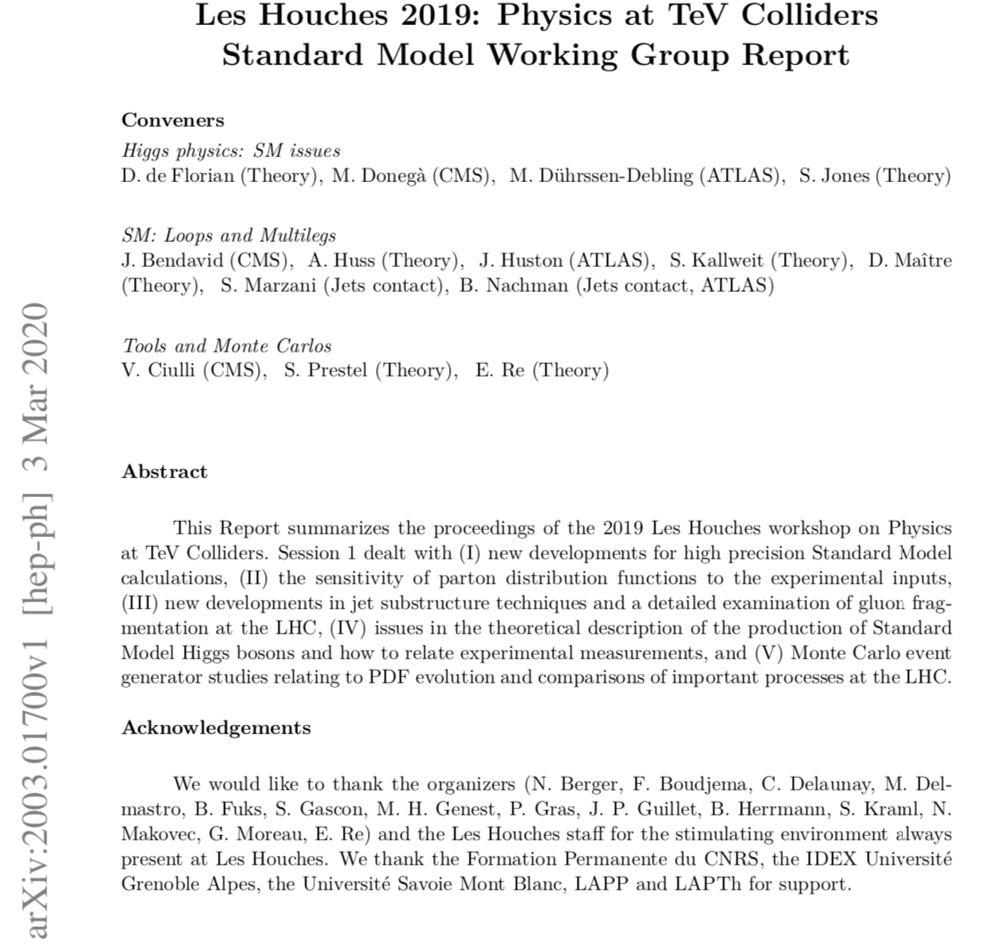 Les Houches 2019: Physics at TeV Colliders
Standard Model Working Group Report
Conveners
Higgs physics: SM issues
D. de Florian (Theory), M. Donegà (CMS), M. Dührssen-Debling (ATLAS), S. Jones (Theory)
SM: Loops and Multilegs
J. Bendavid (CMS), A. Huss (Theory), J. Huston (ATLAS), S. Kallweit (Theory), D. Maître
(Theory), S. Marzani (Jets contact), B. Nachman (Jets contact, ATLAS)
Tools and Monte Carlos
V. Ciulli (CMS), S. Prestel (Theory), E. Re (Theory)
Abstract
This Report summarizes the proceedings of the 2019 Les Houches workshop on Physics
at TeV Colliders. Session 1 dealt with (I) new developments for high precision Standard Model
calculations, (II) the sensitivity of parton distribution functions to the experimental inputs,
(III) new developments in jet substructure techniques and a detailed examination of gluon frag-
mentation at the LHC, (IV) issues in the theoretical description of the production of Standard
Model Higgs bosons and how to relate experimental measurements, and (V) Monte Carlo event
generator studies relating to PDF evolution and comparisons of important processes at the LHC.
Acknowledgements
We would like to thank the organizers (N. Berger, F. Boudjema, C. Delaunay, M. Del-
mastro, B. Fuks, S. Gascon, M. H. Genest, P. Gras, J. P. Guillet, B. Herrmann, S. Kraml, N.
Makovec, G. Moreau, E. Re) and the Les Houches staff for the stimulating environment always
present at Les Houches. We thank the Formation Permanente du CNRS, the IDEX Université
Grenoble Alpes, the Université Savoie Mont Blanc, LAPP and LAPTh for support.
arXiv:2003.01700v1 [hep-ph] 3 Mar 2020